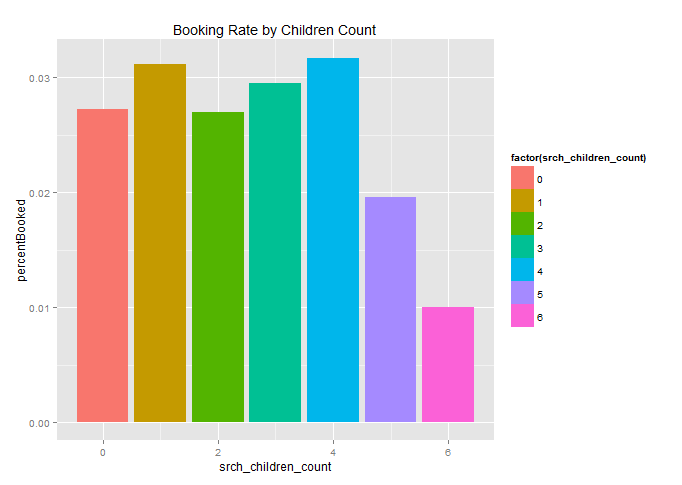 Booking Rate by Children Count
percentBooked
0.03
0.02
0.01
0.00
0 2 4 6
srch_children_count
factor(srch_children_count)
0
1
2
3
4
5
6